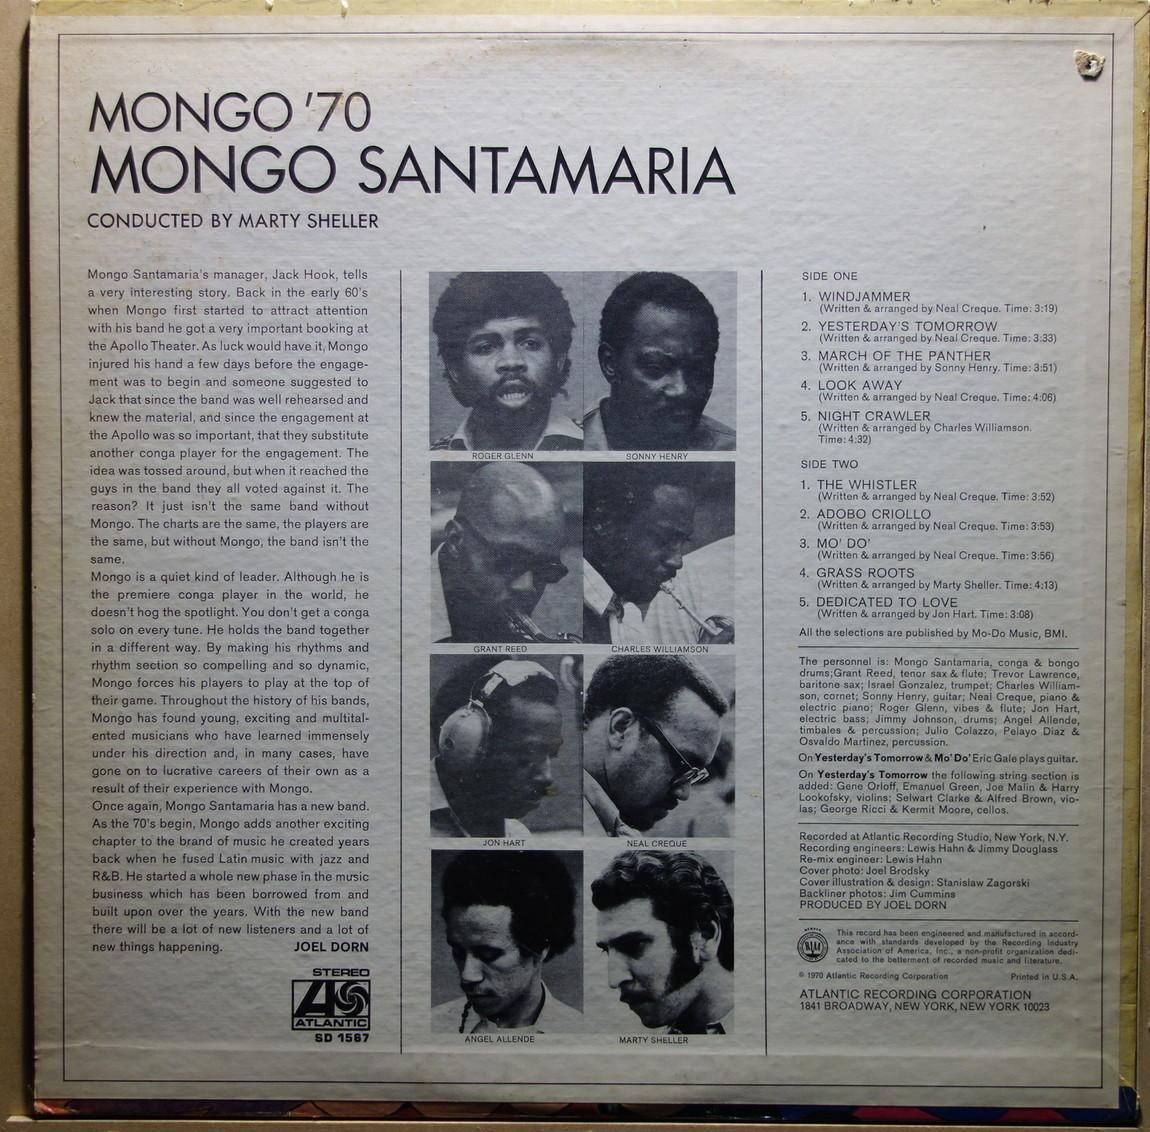 MONGO '70
MONGO SANTAMARIA
CONDUCTED BY MARTY SHELLER
Mongo Santamaria's manager, Jack Hook, tells
a very interesting story. Back in the early 60's
when Mongo first started to attract attention
with his band he got a very important booking at
the Apollo Theater. As luck would have it, Mongo
injured his hand a few days before the engage-
ment was to begin and someone suggested to
Jack that since the band was well rehearsed and
knew the material, and since the engagement at
the Apollo was so important, that they substitute
another conga player for the engagement. The
idea was tossed around, but when it reached the
guys in the band they all voted against it. The
reason? It just isn't the same band without
Mongo. The charts are the same, the players are
the same, but without Mongo, the band isn't the
same.
Mongo is a quiet kind of leader. Although he is
the premiere conga player in the world, he
doesn't hog the spotlight. You don't get a conga
solo on every tune. He holds the band together
in a different way. By making his rhythms and
rhythm section so compelling and so dynamic,
Mongo forces his players to play at the top of
their game. Throughout the history of his bands,
Mongo has found young, exciting and multital-
ented musicians who have learned immensely
under his direction and, in many cases, have
gone on to lucrative careers of their own as a
result of their experience with Mongo.
Once again, Mongo Santamaria has a new band.
As the 70's begin, Mongo adds another exciting
chapter to the brand of music he created years
back when he fused Latin music with jazz and
R&B. He started a whole new phase in the music
business which has been borrowed from and
built upon over the years. With the new band
there will be a lot of new listeners and a lot of
new things happening. JOEL DORN
STEREO
ATLANTIC
SD 1567
ROGER GLENN SONNY HENRY
GRANT REED CHARLES WILLIAMSON
JON HART NEAL CREQUE
ANGEL ALLENDE MARTY SHELLER
SIDE ONE
1. WINDJAMMER
(Written & arranged by Neal Creque. Time: 3:19)
2. YESTERDAY'S TOMORROW
(Written & arranged by Neal Creque. Time: 3:33)
3. MARCH OF THE PANTHER
(Written & arranged by Sonny Henry. Time: 3:51)
4. LOOK AWAY
(Written & arranged by Neal Creque. Time: 4:06)
5. NIGHT CRAWLER
(Written & arranged by Charles Williamson.
Time: 4:32)
SIDE TWO
1. THE WHISTLER
(Written & arranged by Neal Creque. Time: 3:52)
2. ADOBO CRIOLLO
(Written & arranged by Neal Creque. Time: 3:53)
3. MO' DO'
(Written & arranged by Neal Creque. Time: 3:56)
4. GRASS ROOTS
(Written & arranged by Marty Sheller. Time: 4:13)
5. DEDICATED TO LOVE
(Written & arranged by Jon Hart. Time: 3:08)
All the selections are published by Mo-Do Music, BMI.
The personnel is: Mongo Santamaria, conga & bongo
drums;Grant Reed, tenor sax & flute; Trevor Lawrence,
baritone sax; Israel Gonzalez, trumpet; Charles William-
son, cornet; Sonny Henry, guitar; Neal Creque, piano &
electric piano; Roger Glenn, vibes & flute; Jon Hart,
electric bass; Jimmy Johnson, drums; Angel Allende,
timbales & percussion; Julio Colazzo, Pelayo Diaz &
Osvaldo Martinez, percussion.
On Yesterday's Tomorrow & Mo' Do' Eric Gale plays guitar.
On Yesterday's Tomorrow the following string section is
added: Gene Orloff, Emanuel Green, Joe Malin & Harry
Lookofsky, violins; Selwart Clarke & Alfred Brown, vio-
las; George Ricci & Kermit Moore, cellos.
Recorded at Atlantic Recording Studio, New York, N.Y.
Recording engineers: Lewis Hahn & Jimmy Douglass
Re-mix engineer: Lewis Hahn
Cover photo: Joel Brodsky
Cover illustration & design: Stanislaw Zagorski
Backliner photos: Jim Cummins
PRODUCED BY JOEL DORN
This record has been engineered and manufactured in accord-
ance with standards developed by the Recording Industry
Association of America, Inc., a non-profit organization dedi-
cated to the betterment of recorded music and literature.
© 1970 Atlantic Recording Corporation Printed in U.S.A.
ATLANTIC RECORDING CORPORATION
1841 BROADWAY, NEW YORK, NEW YORK 10023